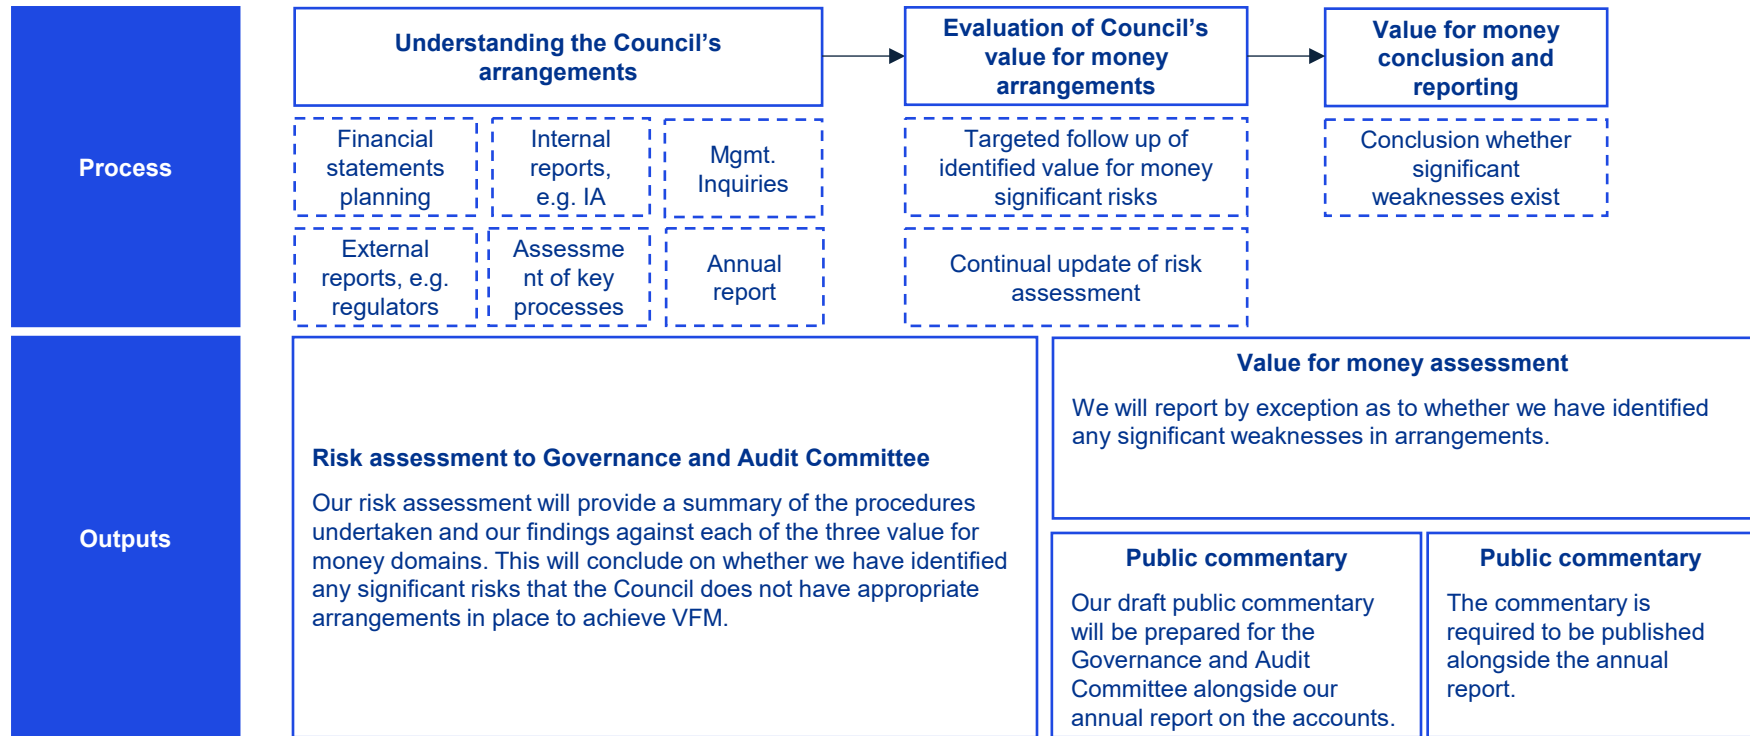 Process
Understanding the Council’s
arrangements
Evaluation of Council’s
value for money
arrangements
Value for money
conclusion and
reporting
Financial
statements
planning
Internal
reports,
e.g. IA
Mgmt.
Inquiries
External
reports, e.g.
regulators
Assessme
nt of key
processes
Annual
report
Targeted follow up of
identified value for money
significant risks
Continual update of risk
assessment
Conclusion whether
significant
weaknesses exist
Outputs
Risk assessment to Governance and Audit Committee
Our risk assessment will provide a summary of the procedures
undertaken and our findings against each of the three value for
money domains. This will conclude on whether we have identified
any significant risks that the Council does not have appropriate
arrangements in place to achieve VFM.
Value for money assessment
We will report by exception as to whether we have identified
any significant weaknesses in arrangements.
Public commentary
Our draft public commentary
will be prepared for the
Governance and Audit
Committee alongside our
annual report on the accounts.
Public commentary
The commentary is
required to be published
alongside the annual
report.